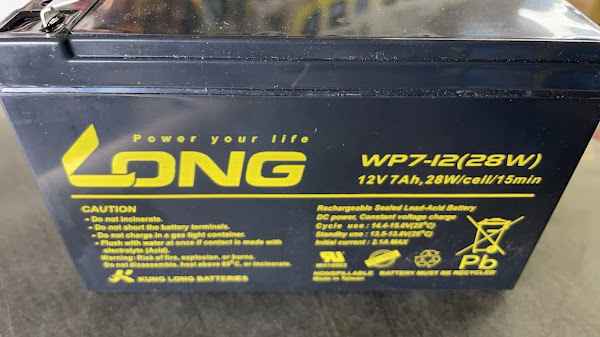 Power your life
LONG
WP7-12(28W)
12V 7Ah,28W/cell/15min
CAUTION
• Do not incinerate.
• Do not short the battery terminals.
• Do not charge in a gas tight container.
• Flush with water at once if contact is made with
electrolyte (Acid).
Warning: Risk of fire, explosion, or burns.
Do not disassemble, heat above 60°C, or incinerate.
KUNG LONG BATTERIES
Rechargeable Sealed Lead-Acid Battery
DC power, Constant voltage charge
Cycle use : 14.4-15.0V(25°C)
Standby use : 13.5-13.8V(25°C)
Initial current : 2.1A MAX
NONSPILLABLE BATTERY MUST BE RECYCLED
Made in Taiwan
Pb